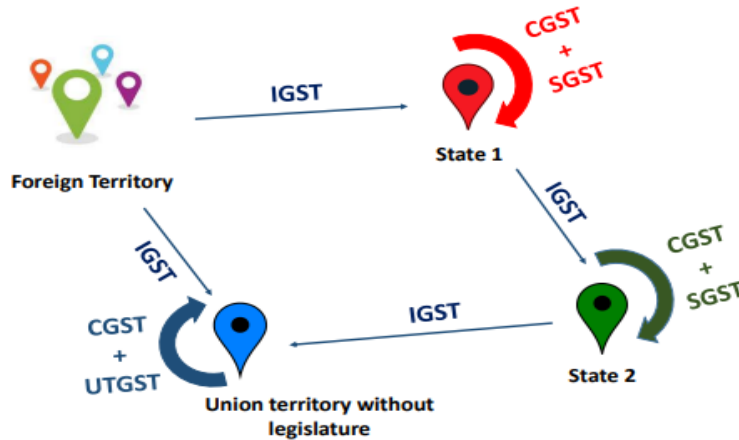 CGST
+
SGST
IGST
State 1
Foreign Territory
IGST
IGST
CGST
+
SGST
CGST
+
UTGST
IGST
State 2
Union territory without
legislature